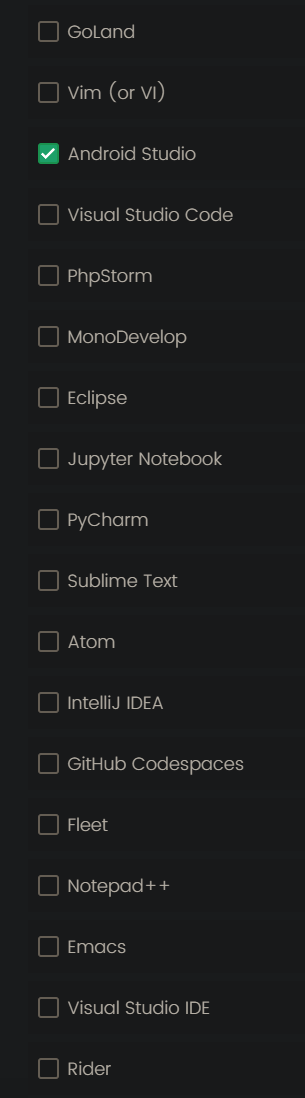 GoLand
Vim (or VI)
Android Studio
Visual Studio Code
PhpStorm
MonoDevelop
Eclipse
Jupyter Notebook
PyCharm
Sublime Text
Atom
IntelliJ IDEA
GitHub Codespaces
Fleet
Notepad++
Emacs
Visual Studio IDE
Rider